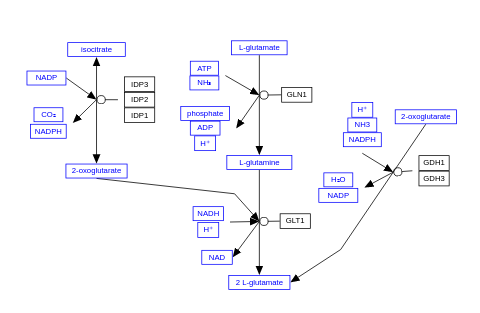 isocitrate
NADP
IDP3
IDP2
IDP1
CO₂
NADPH
2-oxoglutarate
L-glutamate
ATP
NH₃
GLN1
phosphate
ADP
H⁺
L-glutamine
NADH
H⁺
GLT1
NAD
2 L-glutamate
H⁺
NH3
NADPH
2-oxoglutarate
GDH1
GDH3
H₂O
NADP